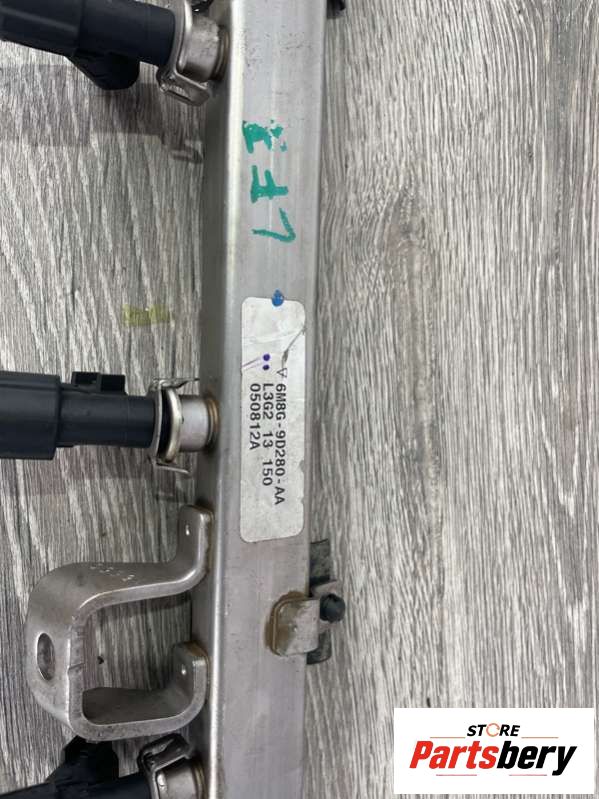 ▽ 6M8G-9D280-AA
L3G2 13 150
050812A
STORE
Partsbery